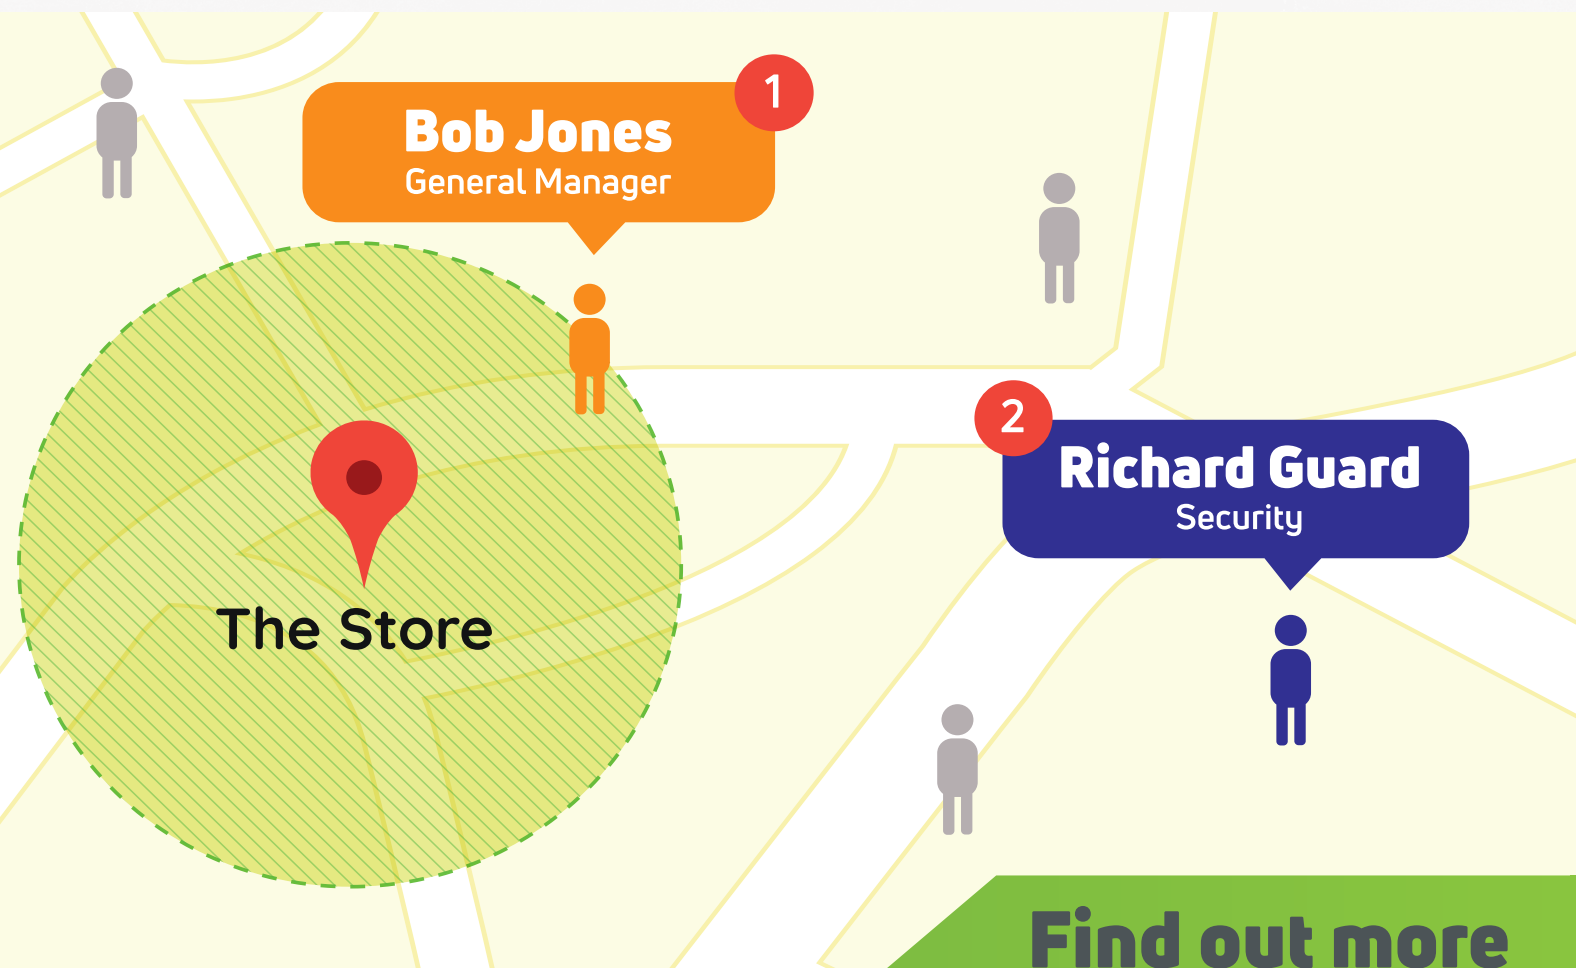 1
Bob Jones
General Manager
2
Richard Guard
Security
The Store
Find out more